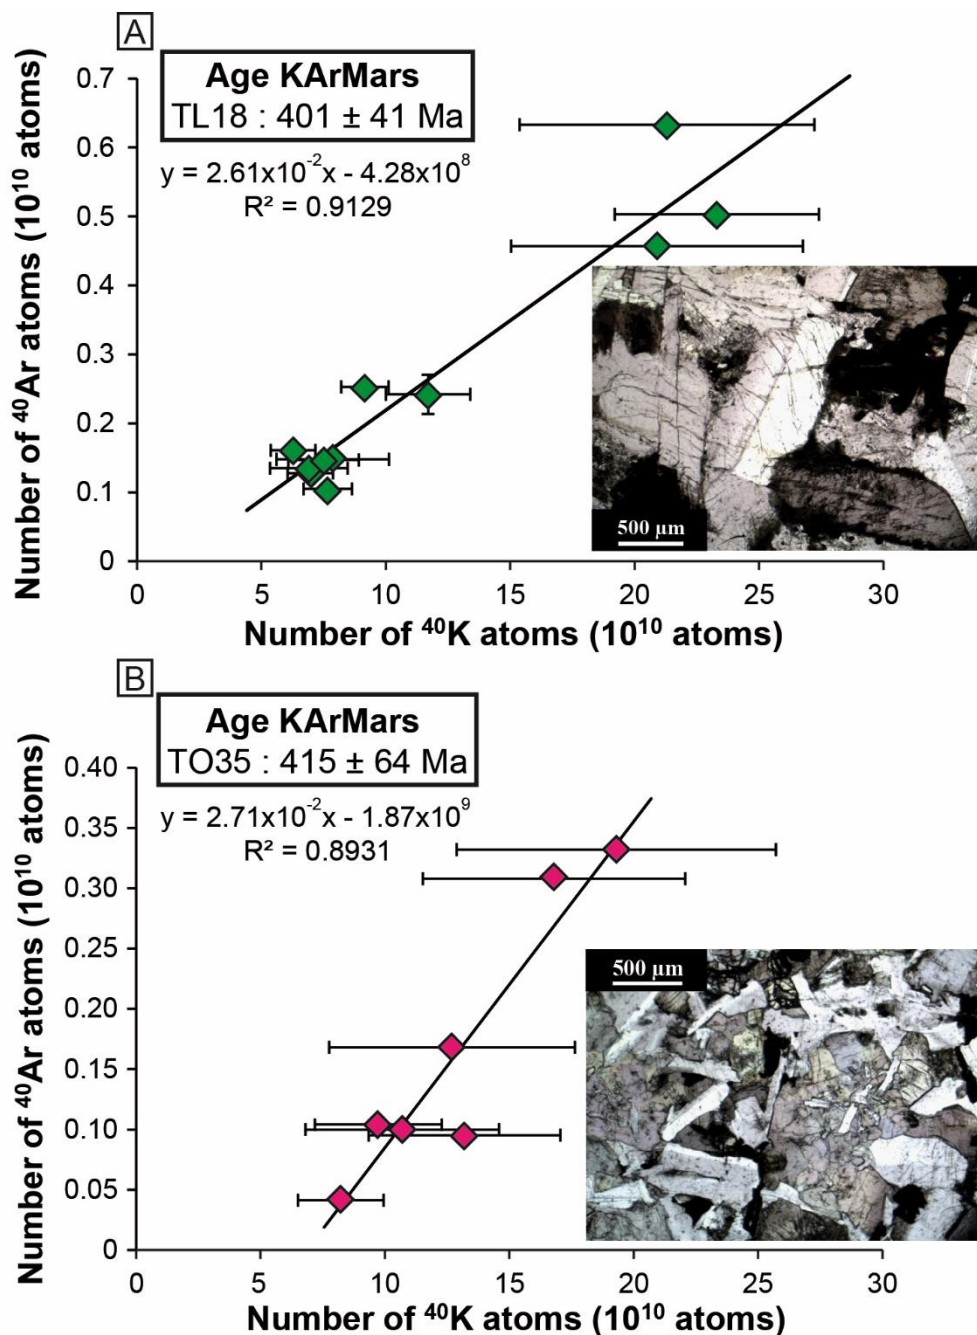 A
Age KArMars
TL18 : 401 ± 41 Ma
y = 2.61x10⁻²x - 4.28x10⁸
R² = 0.9129
Number of ⁴⁰Ar atoms (10¹⁰ atoms)
0.7
0.6
0.5
0.4
0.3
0.2
0.1
0
0
5
10
15
20
25
30
Number of ⁴⁰K atoms (10¹⁰ atoms)
500 µm
B
Age KArMars
TO35 : 415 ± 64 Ma
y = 2.71x10⁻²x - 1.87x10⁹
R² = 0.8931
Number of ⁴⁰Ar atoms (10¹⁰ atoms)
0.40
0.35
0.30
0.25
0.20
0.15
0.10
0.05
0
0
5
10
15
20
25
30
Number of ⁴⁰K atoms (10¹⁰ atoms)
500 µm